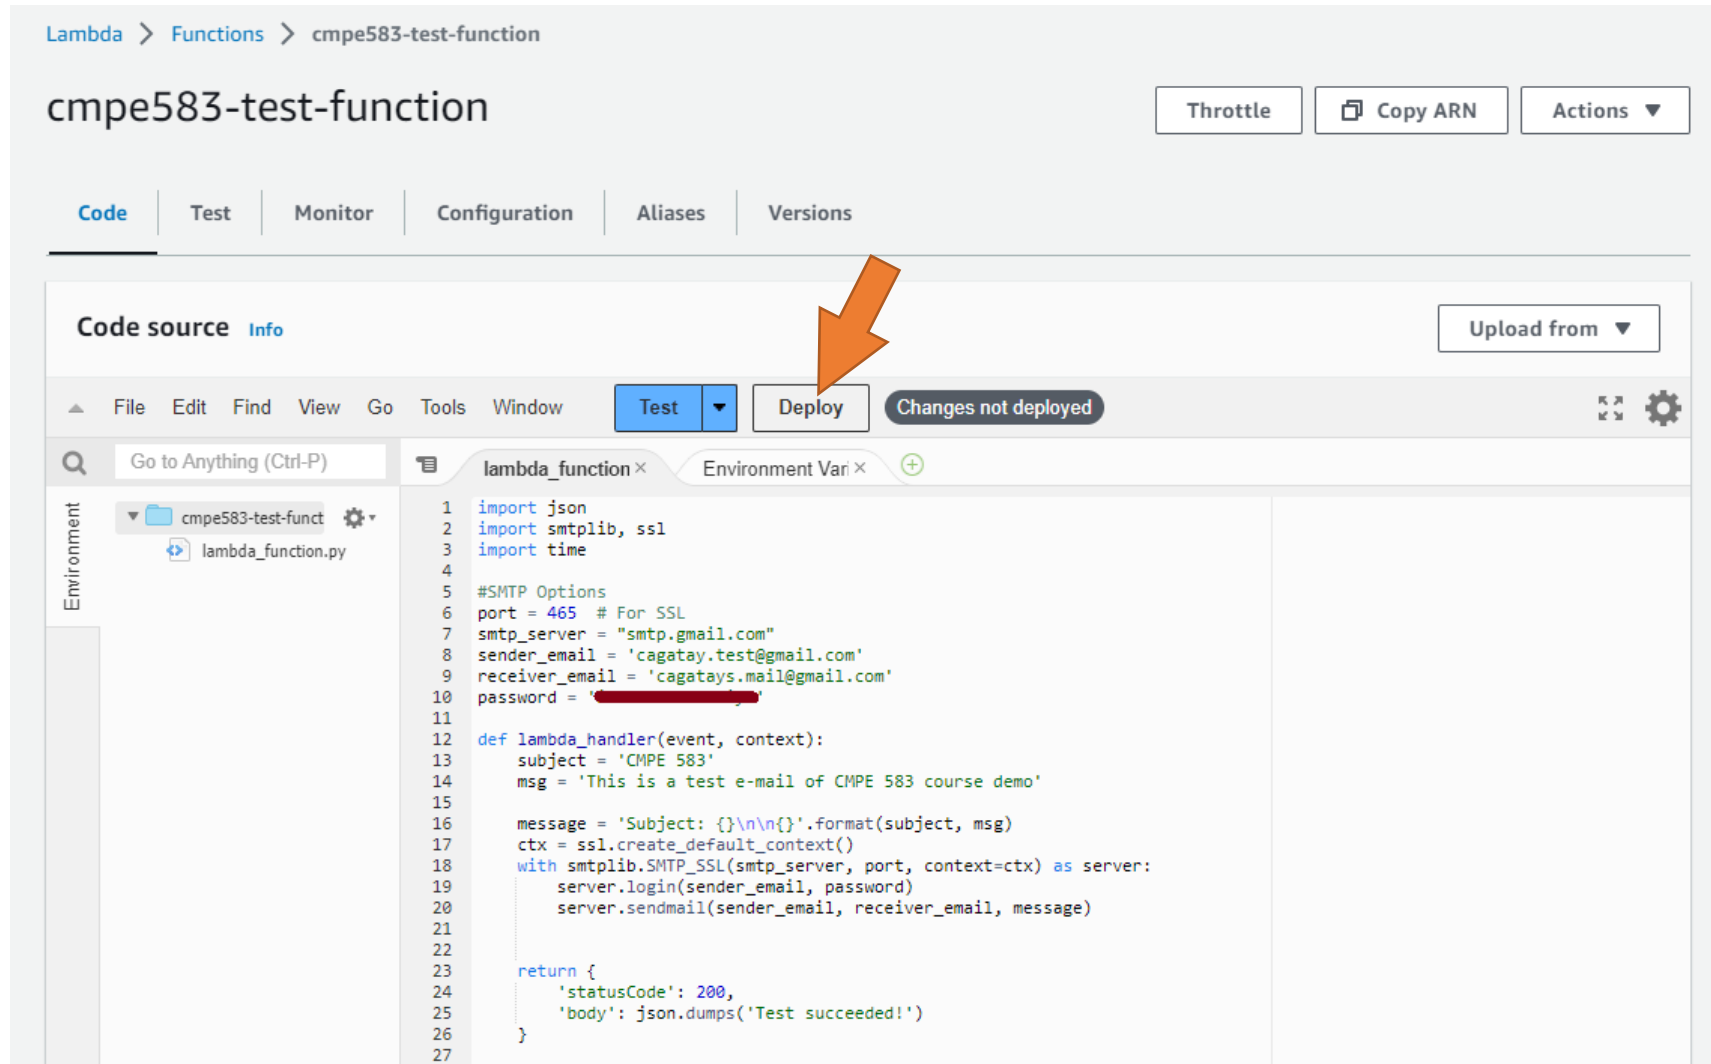 Lambda > Functions > cmpe583-test-function
cmpe583-test-function
Throttle Copy ARN Actions ▼
Code Test Monitor Configuration Aliases Versions
Code source Info
Upload from ▼
File Edit Find View Go Tools Window Test Deploy Changes not deployed
Go to Anything (Ctrl-P)
lambda_function × Environment Vari ×
Environment
cmpe583-test-funct
lambda_function.py
1 import json
2 import smtplib, ssl
3 import time
4
5 #SMTP Options
6 port = 465  # For SSL
7 smtp_server = "smtp.gmail.com"
8 sender_email = 'cagatay.test@gmail.com'
9 receiver_email = 'cagatays.mail@gmail.com'
10 password = ' '
11
12 def lambda_handler(event, context):
13     subject = 'CMPE 583'
14     msg = 'This is a test e-mail of CMPE 583 course demo'
15
16     message = 'Subject: {}\n\n{}'.format(subject, msg)
17     ctx = ssl.create_default_context()
18     with smtplib.SMTP_SSL(smtp_server, port, context=ctx) as server:
19         server.login(sender_email, password)
20         server.sendmail(sender_email, receiver_email, message)
21
22
23     return {
24         'statusCode': 200,
25         'body': json.dumps('Test succeeded!')
26     }
27